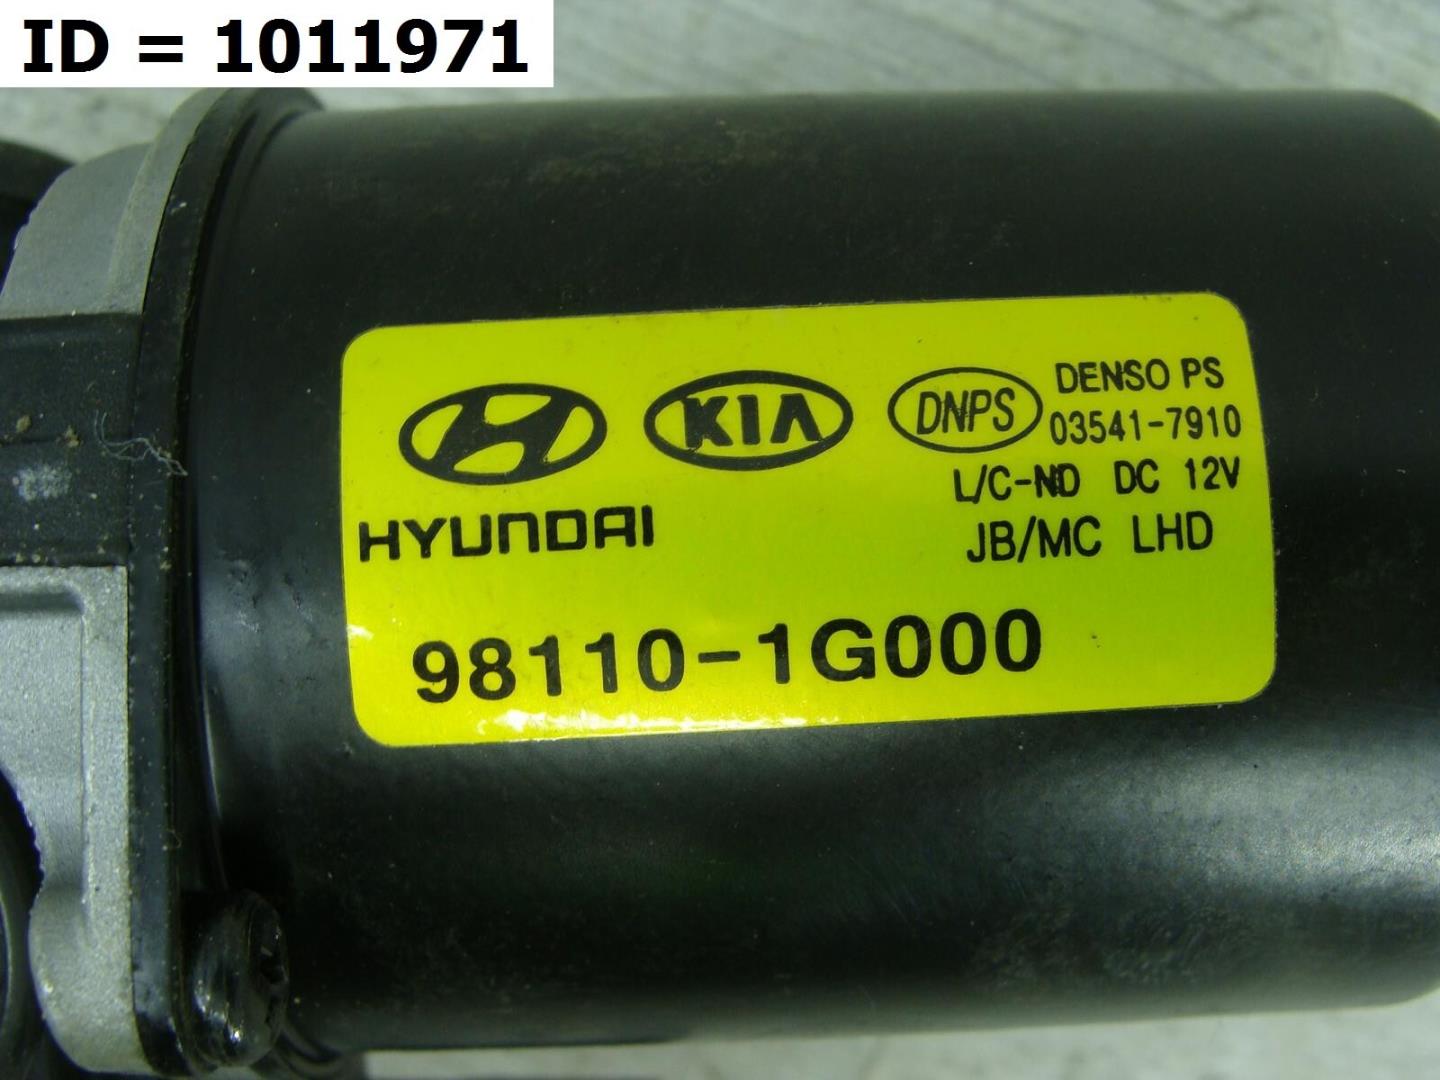 ID = 1011971
KIA
DNPS
DENSO PS
03541-7910
L/C-ND DC 12V
HYUNDAI
JB/MC LHD
98110-1G000